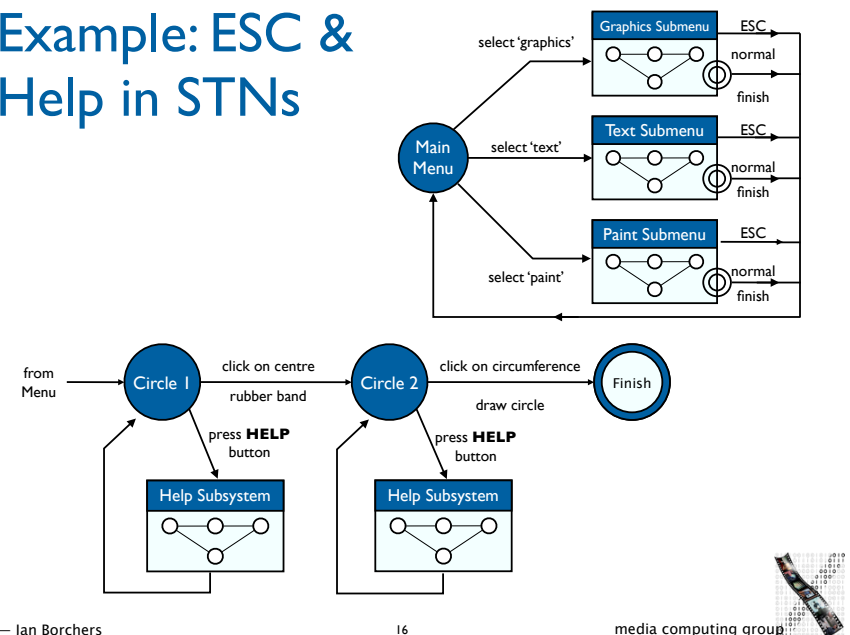 Example: ESC &
Help in STNs
select ‘graphics’
Graphics Submenu
ESC
normal
finish
Main
Menu
select ‘text’
Text Submenu
ESC
normal
finish
select ‘paint’
Paint Submenu
ESC
normal
finish
from
Menu
Circle 1
click on centre
rubber band
Circle 2
click on circumference
draw circle
Finish
press HELP
button
Help Subsystem
press HELP
button
Help Subsystem
— Jan Borchers
16
media computing group